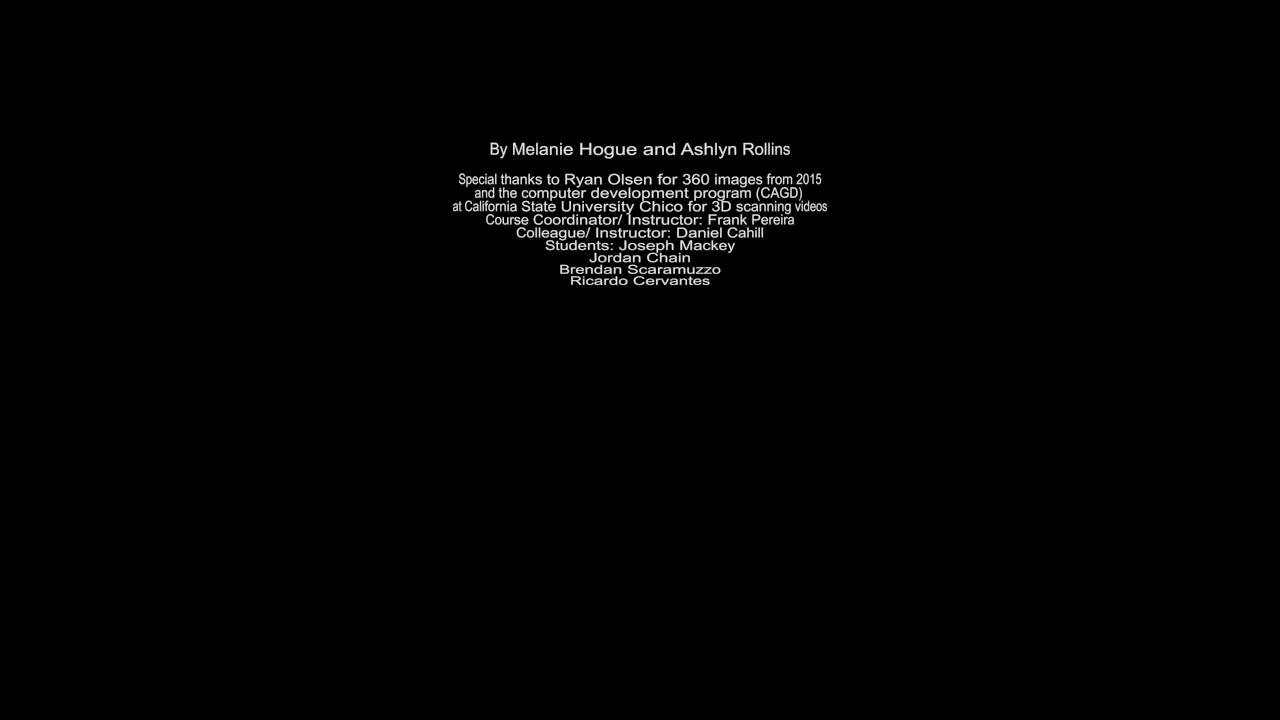 By Melanie Hogue and Ashlyn Rollins
Special thanks to Ryan Olsen for 360 images from 2015
and the computer development program (CAGD)
at California State University Chico for 3D scanning videos
Course Coordinator/ Instructor: Frank Pereira
Colleague/ Instructor: Daniel Cahill
Students: Joseph Mackey
Jordan Chain
Brendan Scaramuzzo
Ricardo Cervantes